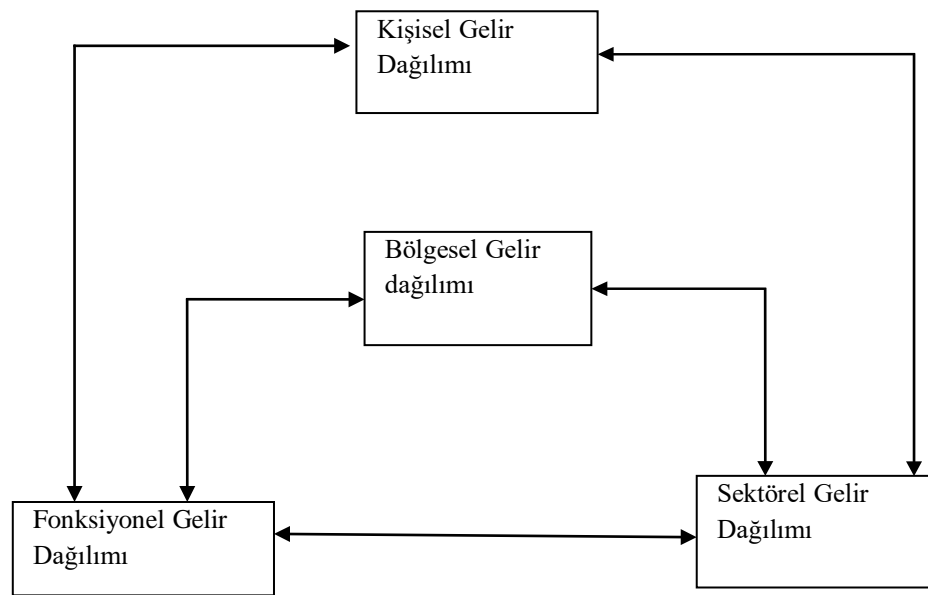 Kişisel Gelir
Dağılımı
Bölgesel Gelir
dağılımı
Fonksiyonel Gelir
Dağılımı
Sektörel Gelir
Dağılımı